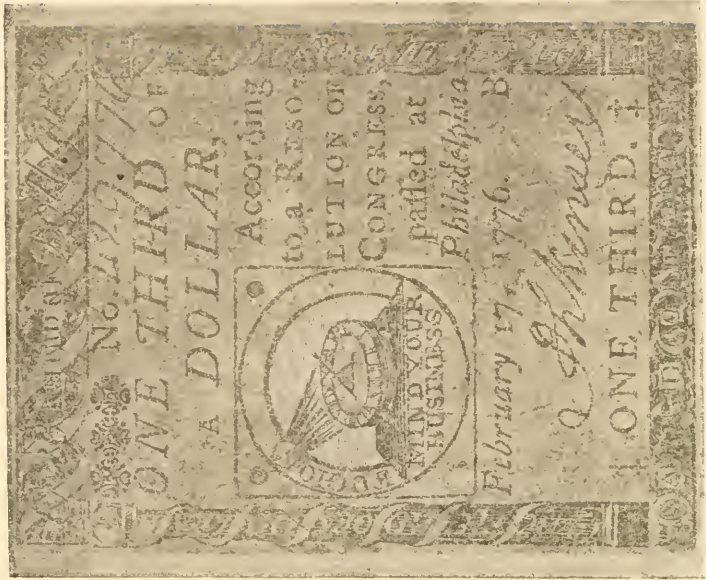 No.
ONE THIRD OF
A DOLLAR,
According
to a RESO-
LUTION OF
CONGRESS,
paſſed at
Philadelphia
February 17, 1776. B
FUGIO
MIND YOUR
BUSINESS
ONE THIRD.